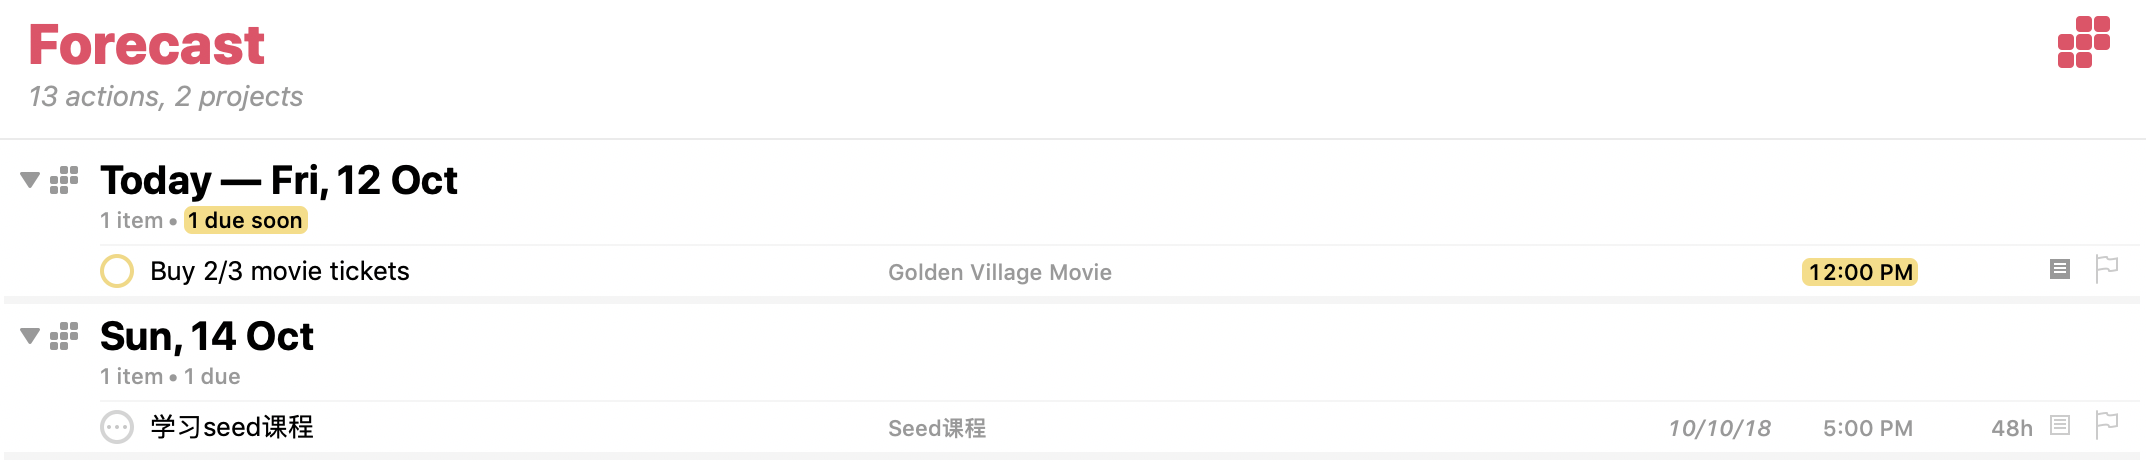 Forecast
13 actions, 2 projects
Today — Fri, 12 Oct
1 item • 1 due soon
Buy 2/3 movie tickets Golden Village Movie 12:00 PM
Sun, 14 Oct
1 item • 1 due
学习seed课程 Seed课程 10/10/18 5:00 PM 48h